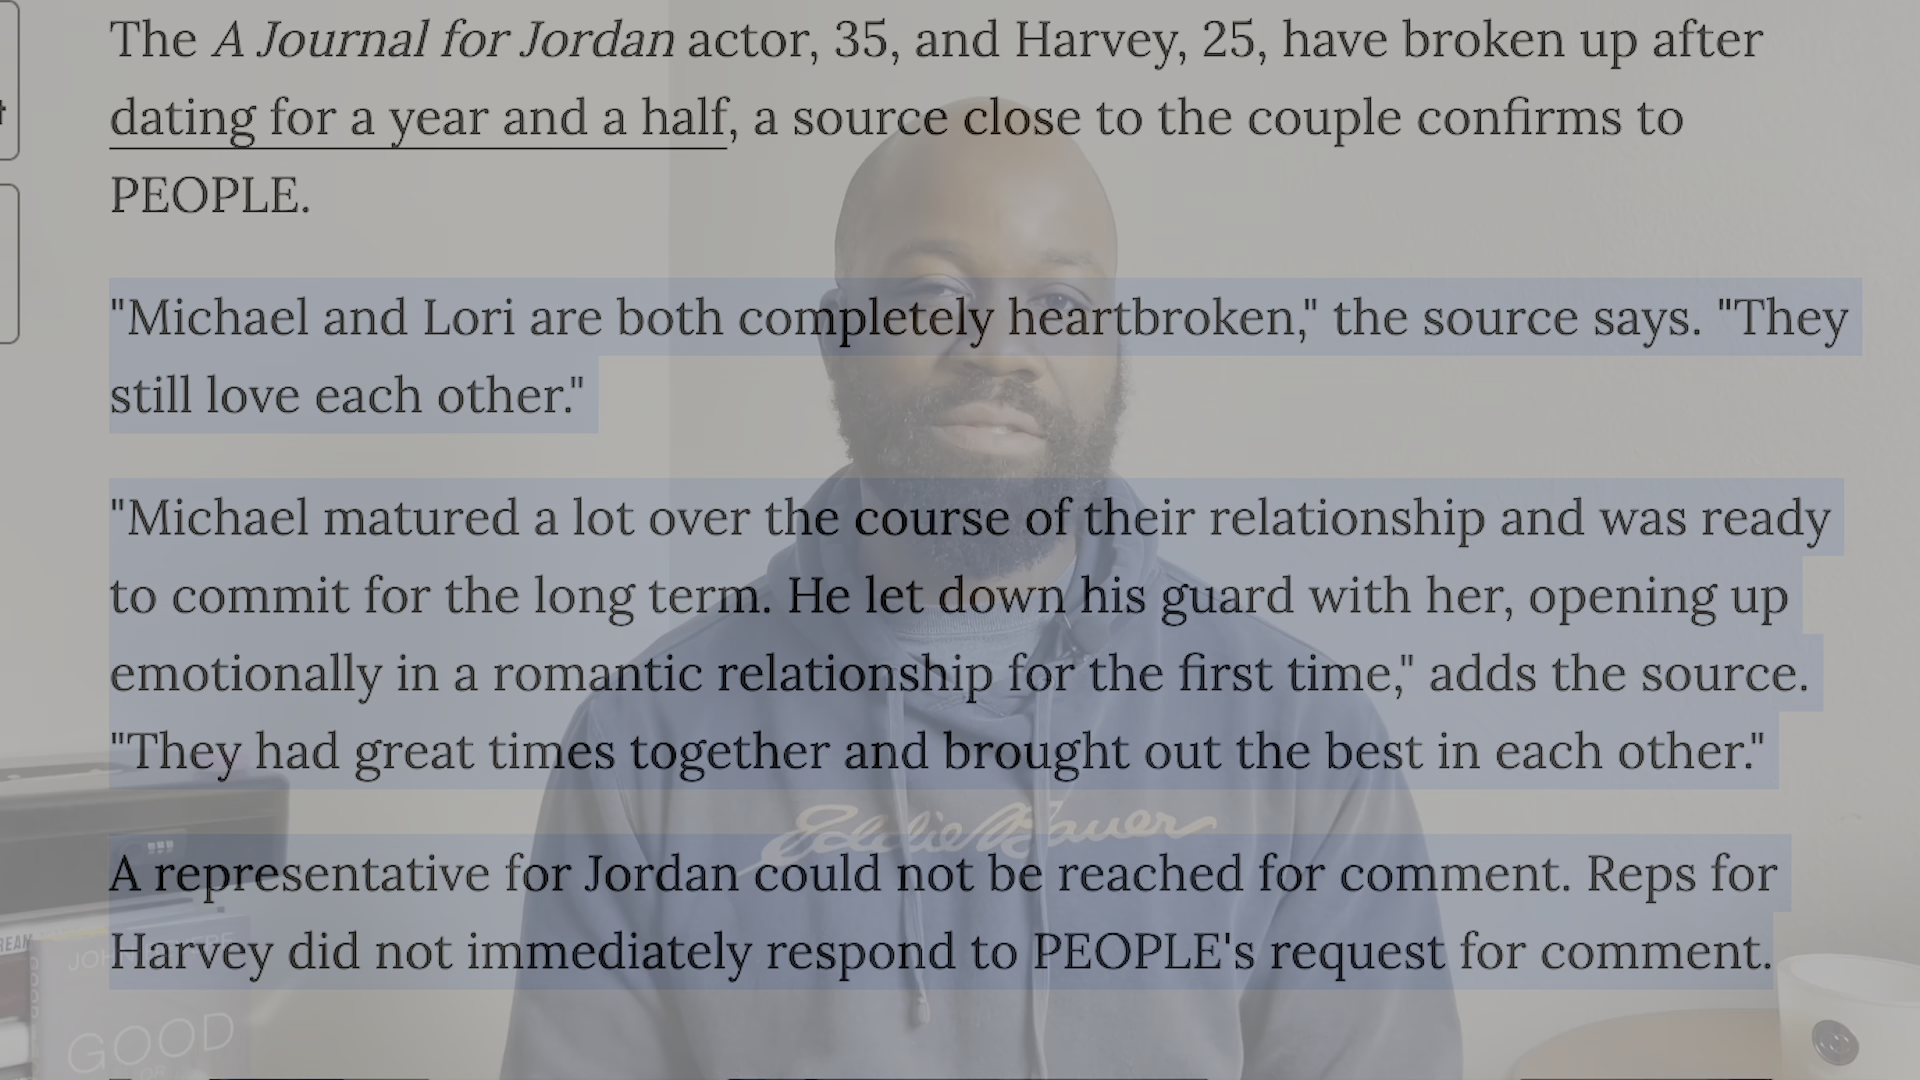 The A Journal for Jordan actor, 35, and Harvey, 25, have broken up after
dating for a year and a half, a source close to the couple confirms to
PEOPLE.
"Michael and Lori are both completely heartbroken," the source says. "They
still love each other."
"Michael matured a lot over the course of their relationship and was ready
to commit for the long term. He let down his guard with her, opening up
emotionally in a romantic relationship for the first time," adds the source.
"They had great times together and brought out the best in each other."
Eddie Bauer
A representative for Jordan could not be reached for comment. Reps for
Harvey did not immediately respond to PEOPLE's request for comment.
GOOD